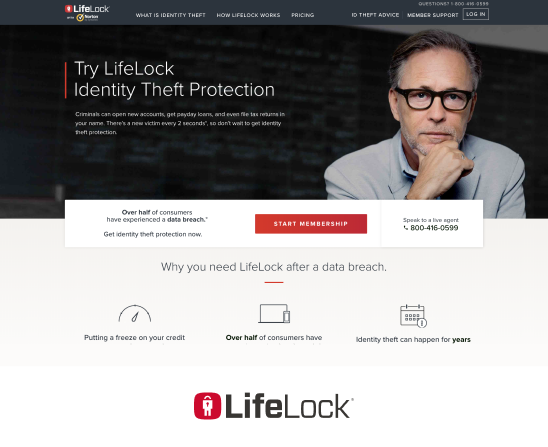 QUESTIONS? 1-800-416-0599
LifeLock
with Norton
WHAT IS IDENTITY THEFT
HOW LIFELOCK WORKS
PRICING
ID THEFT ADVICE
MEMBER SUPPORT
LOG IN
Try LifeLock
Identity Theft Protection
Criminals can open new accounts, get payday loans, and even file tax returns in
your name. There's a new victim every 2 seconds*, so don't wait to get identity
theft protection.
Over half of consumers
have experienced a data breach.*
Get identity theft protection now.
START MEMBERSHIP
Speak to a live agent
800-416-0599
Why you need LifeLock after a data breach.
Putting a freeze on your credit
Over half of consumers have
Identity theft can happen for years
LifeLock